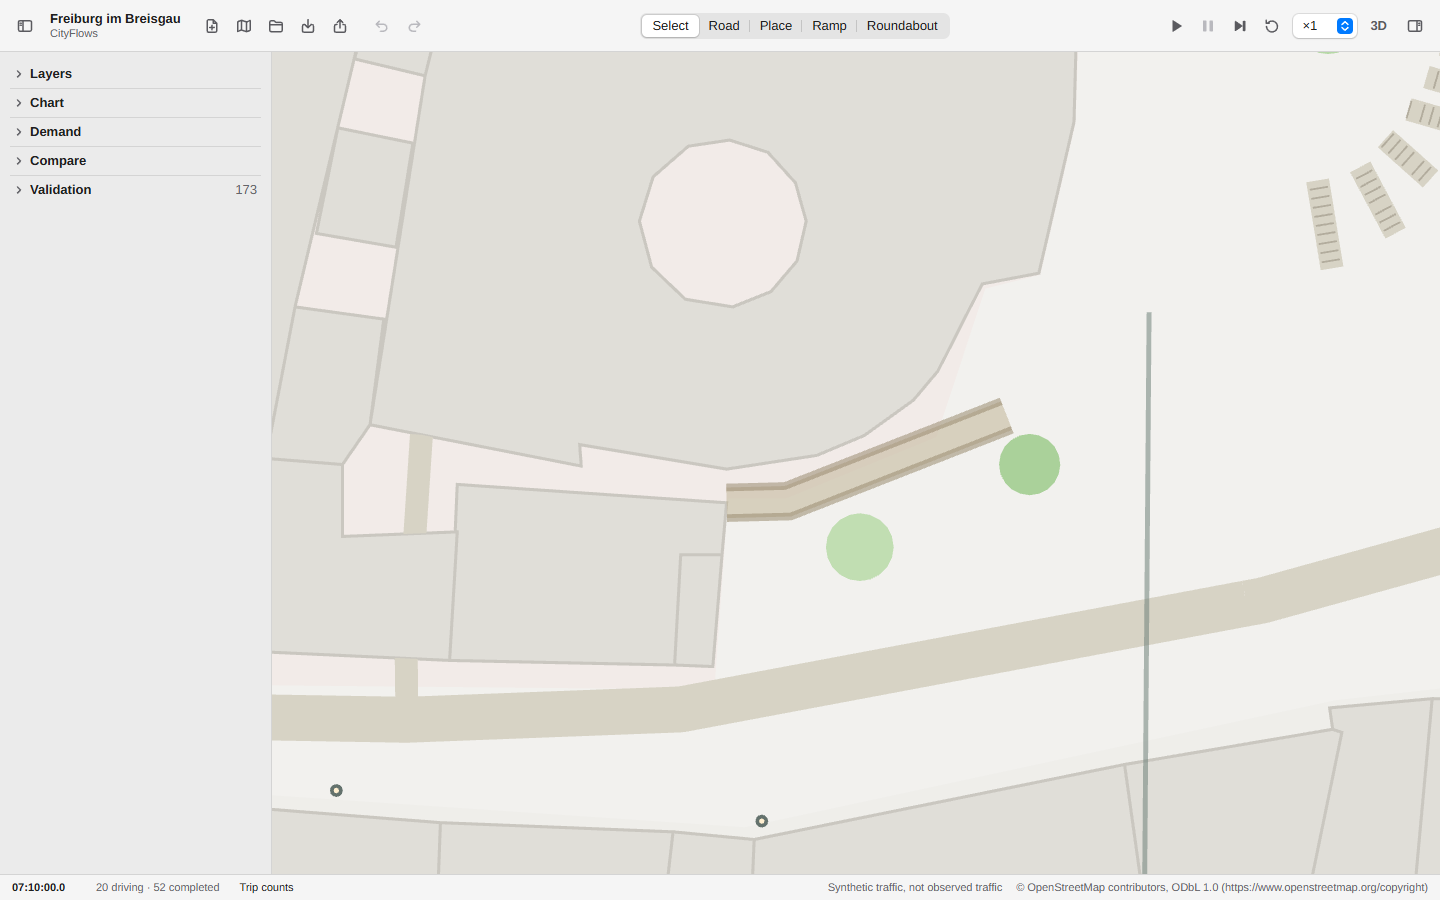 Freiburg im Breisgau
CityFlows
Select Road Place Ramp Roundabout
×1
3D
Layers
Chart
Demand
Compare
Validation 173
07:10:00.0 20 driving · 52 completed Trip counts
Synthetic traffic, not observed traffic © OpenStreetMap contributors, ODbL 1.0 (https://www.openstreetmap.org/copyright)